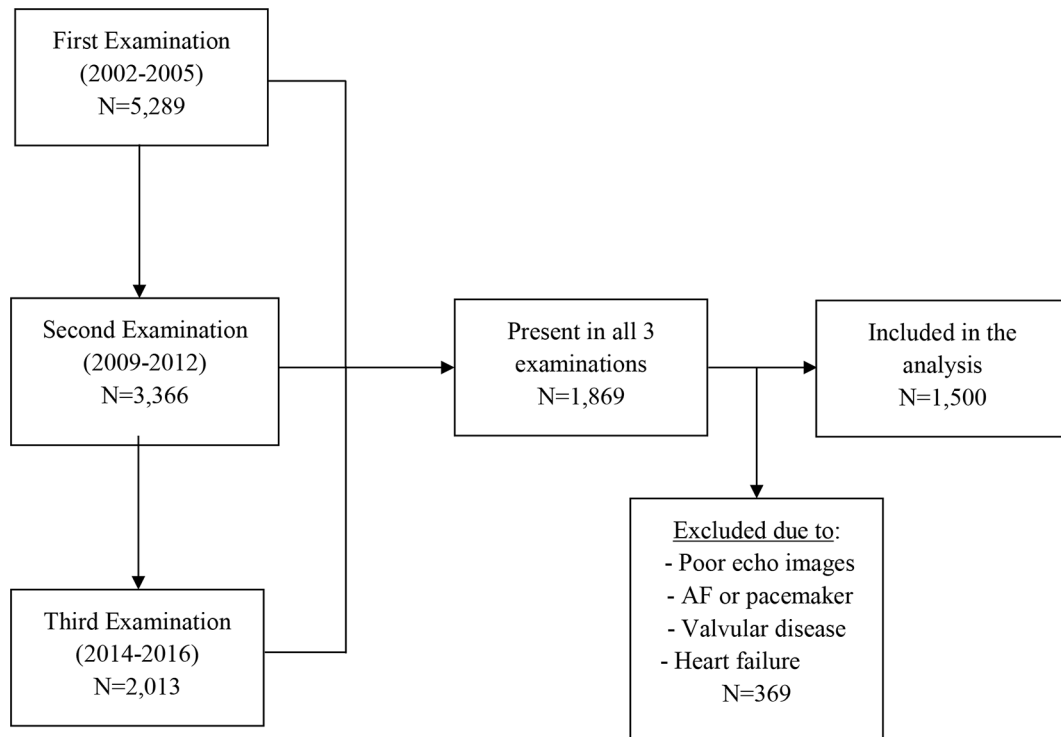 First Examination
(2002-2005)
N=5,289
Second Examination
(2009-2012)
N=3,366
Third Examination
(2014-2016)
N=2,013
Present in all 3
examinations
N=1,869
Included in the
analysis
N=1,500
Excluded due to:
- Poor echo images
- AF or pacemaker
- Valvular disease
- Heart failure
N=369